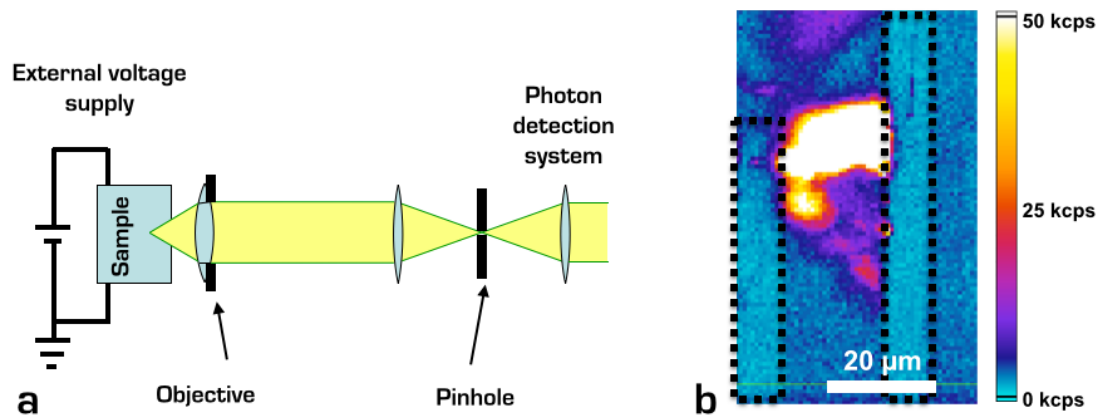 External voltage
supply
Photon
detection
system
Sample
Objective
Pinhole
a
50 kcps
25 kcps
0 kcps
20 µm
b